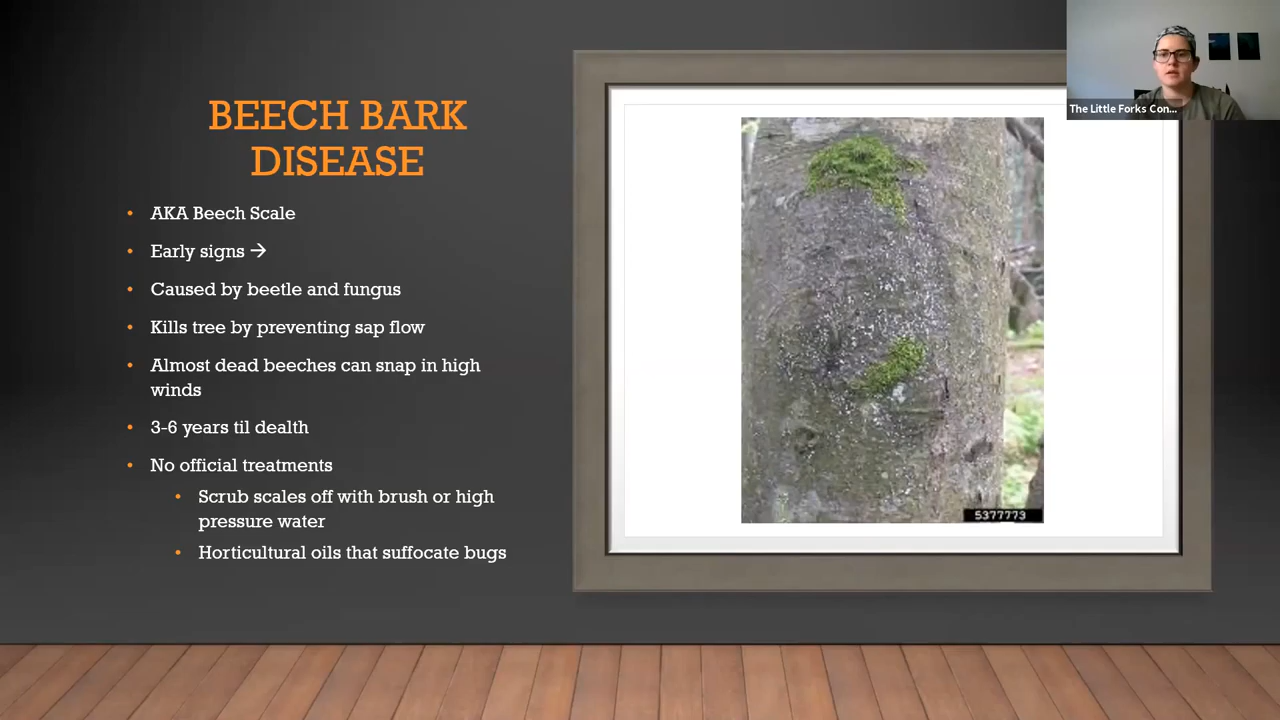 BEECH BARK
DISEASE
• AKA Beech Scale
• Early signs →
• Caused by beetle and fungus
• Kills tree by preventing sap flow
• Almost dead beeches can snap in high
winds
• 3-6 years til dealth
• No official treatments
• Scrub scales off with brush or high
pressure water
• Horticultural oils that suffocate bugs
5377773
The Little Forks Con...